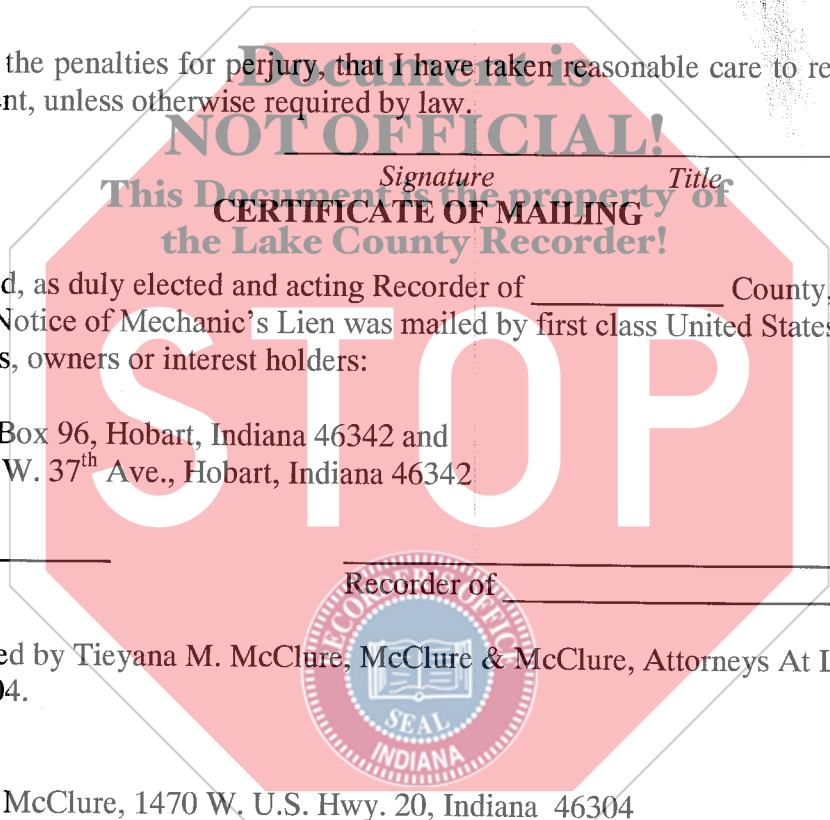 Document is
the penalties for perjury, that I have taken reasonable care to re
nt, unless otherwise required by law.
NOT OFFICIAL!
Signature Title
This Document is the property of
CERTIFICATE OF MAILING
the Lake County Recorder!
d, as duly elected and acting Recorder of ____________ County,
Notice of Mechanic's Lien was mailed by first class United States
s, owners or interest holders:
STOP
Box 96, Hobart, Indiana 46342 and
W. 37th Ave., Hobart, Indiana 46342
Recorder of
RECORDER'S OFFICE
ed by Tieyana M. McClure, McClure & McClure, Attorneys At L
04.
SEAL
INDIANA
McClure, 1470 W. U.S. Hwy. 20, Indiana 46304